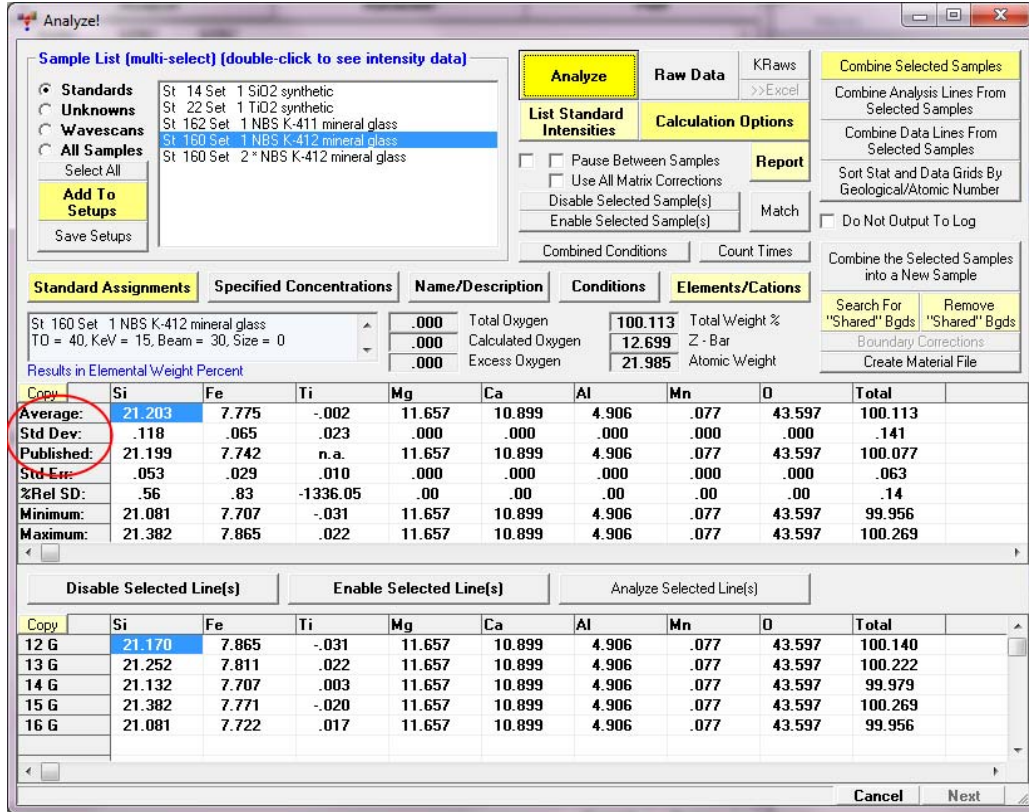 Analyze!
Sample List (multi-select) (double-click to see intensity data)
Standards
Unknowns
Wavescans
All Samples
Select All
Add To
Setups
Save Setups
St 14 Set 1 SiO2 synthetic
St 22 Set 1 TiO2 synthetic
St 162 Set 1 NBS K-411 mineral glass
St 160 Set 1 NBS K-412 mineral glass
St 160 Set 2 * NBS K-412 mineral glass
Analyze
Raw Data
KRaws
>>Excel
List Standard
Intensities
Calculation Options
Pause Between Samples
Use All Matrix Corrections
Report
Disable Selected Sample(s)
Enable Selected Sample(s)
Match
Combined Conditions
Count Times
Combine Selected Samples
Combine Analysis Lines From
Selected Samples
Combine Data Lines From
Selected Samples
Sort Stat and Data Grids By
Geological/Atomic Number
Do Not Output To Log
Combine the Selected Samples
into a New Sample
Search For
"Shared" Bgds
Remove
"Shared" Bgds
Boundary Corrections
Create Material File
Standard Assignments
Specified Concentrations
Name/Description
Conditions
Elements/Cations
St 160 Set 1 NBS K-412 mineral glass
TO = 40, KeV = 15, Beam = 30, Size = 0
.000 Total Oxygen 100.113 Total Weight %
.000 Calculated Oxygen 12.699 Z - Bar
.000 Excess Oxygen 21.985 Atomic Weight
Results in Elemental Weight Percent
Copy Si Fe Ti Mg Ca Al Mn O Total
Average: 21.203 7.775 -.002 11.657 10.899 4.906 .077 43.597 100.113
Std Dev: .118 .065 .023 .000 .000 .000 .000 .000 .141
Published: 21.199 7.742 n.a. 11.657 10.899 4.906 .077 43.597 100.077
Std Err: .053 .029 .010 .000 .000 .000 .000 .000 .063
%Rel SD: .56 .83 -1336.05 .00 .00 .00 .00 .00 .14
Minimum: 21.081 7.707 -.031 11.657 10.899 4.906 .077 43.597 99.956
Maximum: 21.382 7.865 .022 11.657 10.899 4.906 .077 43.597 100.269
Disable Selected Line(s)
Enable Selected Line(s)
Analyze Selected Line(s)
Copy Si Fe Ti Mg Ca Al Mn O Total
12 G 21.170 7.865 -.031 11.657 10.899 4.906 .077 43.597 100.140
13 G 21.252 7.811 .022 11.657 10.899 4.906 .077 43.597 100.222
14 G 21.132 7.707 .003 11.657 10.899 4.906 .077 43.597 99.979
15 G 21.382 7.771 -.020 11.657 10.899 4.906 .077 43.597 100.269
16 G 21.081 7.722 .017 11.657 10.899 4.906 .077 43.597 99.956
Cancel
Next